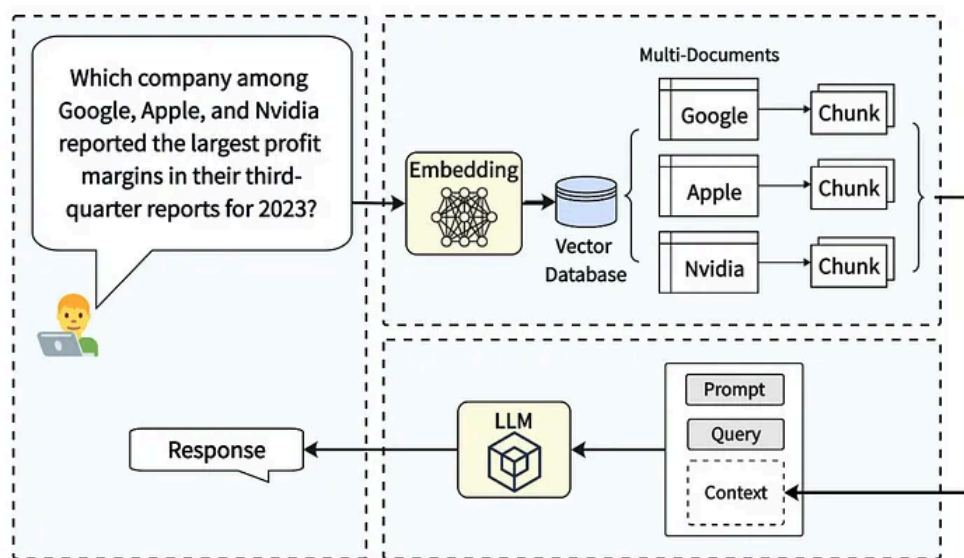 Which company among
Google, Apple, and Nvidia
reported the largest profit
margins in their third-
quarter reports for 2023?
Embedding
Vector
Database
Multi-Documents
Google
Chunk
Apple
Chunk
Nvidia
Chunk
Prompt
Query
Context
LLM
Response